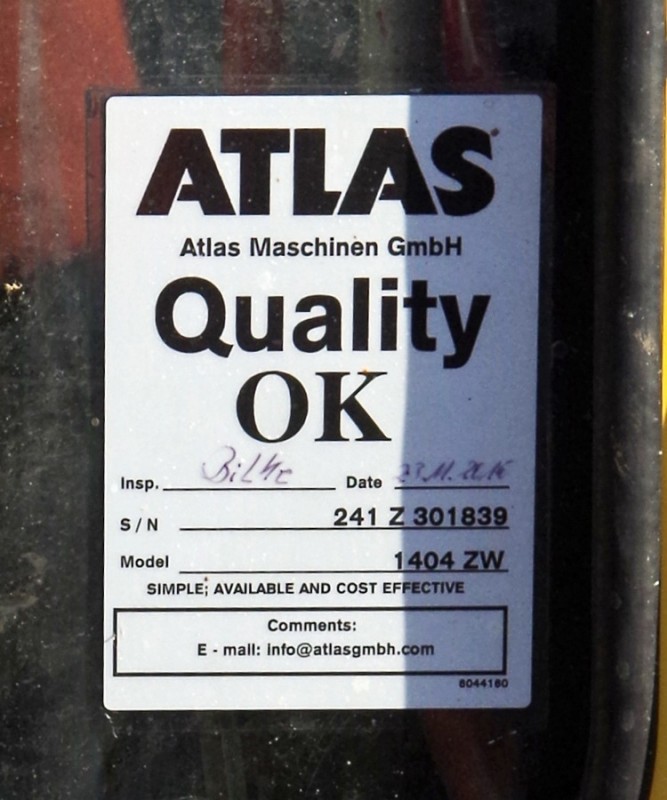 ATLAS
Atlas Maschinen GmbH
Quality
OK
Insp. Date
S / N 241 Z 301839
Model 1404 ZW
SIMPLE; AVAILABLE AND COST EFFECTIVE
Comments:
E - mail: info@atlasgmbh.com
6044160